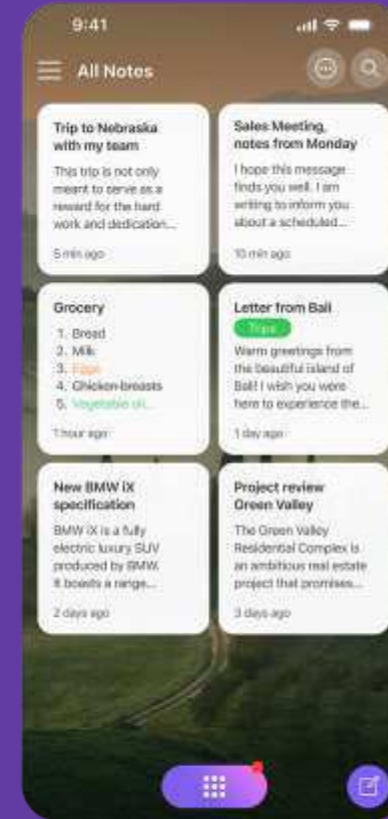 9:41
All Notes
Trip to Nebraska
with my team
This trip is not only
meant to serve as a
reward for the hard
work and dedication...
5 min ago
Sales Meeting,
notes from Monday
I hope this message
finds you well. I am
writing to inform you
about a scheduled...
10 min ago
Grocery
1. Bread
2. Milk
3. Eggs
4. Chicken breasts
5. Vegetable oil...
1 hour ago
Letter from Bali
Trips
Warm greetings from
the beautiful island of
Bali! I wish you were
here to experience the...
1 day ago
New BMW iX
specification
BMW iX is a fully
electric luxury SUV
produced by BMW.
It boasts a range...
2 days ago
Project review
Green Valley
The Green Valley
Residential Complex is
an ambitious real estate
project that promises...
3 days ago